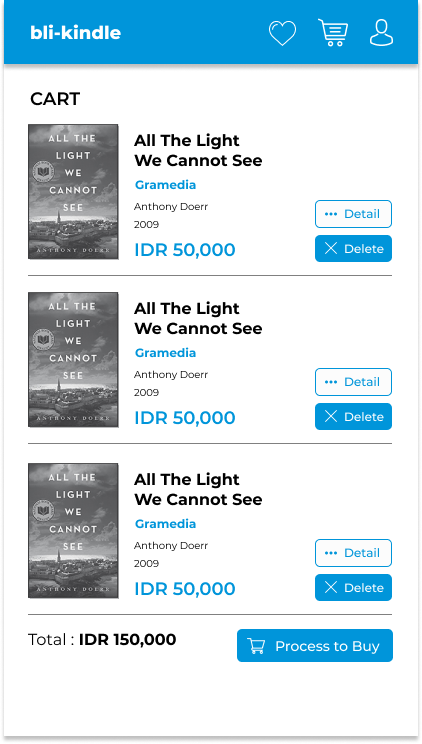 bli-kindle
CART
ALL THE
LIGHT
WE
CANNOT
SEE
ANTHONY DOERR
All The Light
We Cannot See
Gramedia
Anthony Doerr
2009
IDR 50,000
Detail
Delete
ALL THE
LIGHT
WE
CANNOT
SEE
ANTHONY DOERR
All The Light
We Cannot See
Gramedia
Anthony Doerr
2009
IDR 50,000
Detail
Delete
ALL THE
LIGHT
WE
CANNOT
SEE
ANTHONY DOERR
All The Light
We Cannot See
Gramedia
Anthony Doerr
2009
IDR 50,000
Detail
Delete
Total : IDR 150,000
Process to Buy